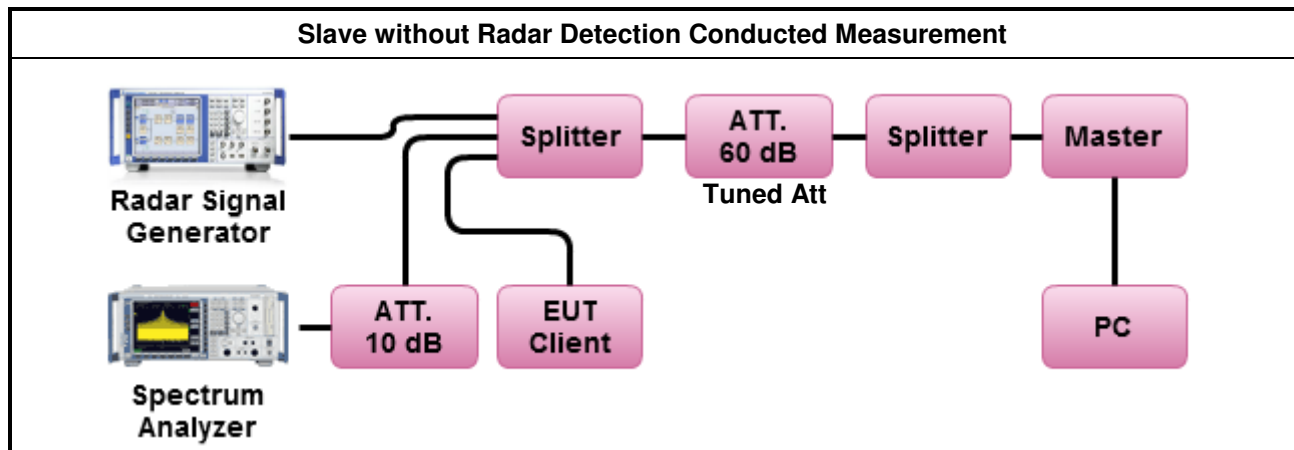 Slave without Radar Detection Conducted Measurement
Radar Signal
Generator
Splitter
ATT.
60 dB
Tuned Att
Splitter
Master
Spectrum
Analyzer
ATT.
10 dB
EUT
Client
PC